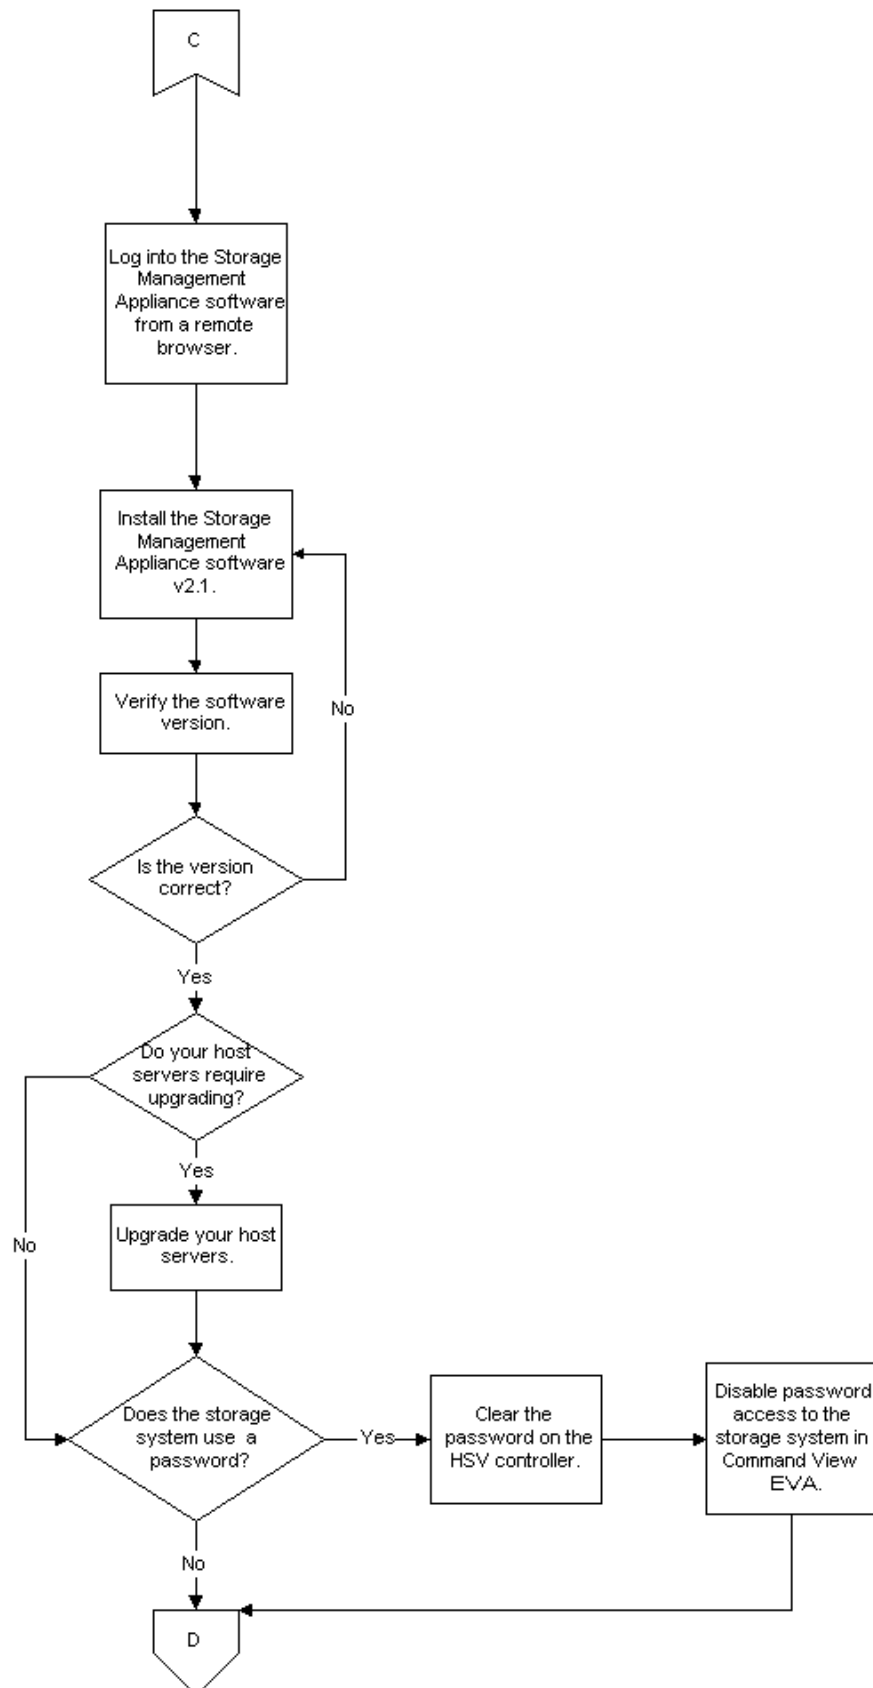 C
Log into the Storage
Management
Appliance software
from a remote
browser.
Install the Storage
Management
Appliance software
v2.1.
Verify the software
version.
No
Is the version
correct?
Yes
Do your host
servers require
upgrading?
Yes
No
Upgrade your host
servers.
Does the storage
system use a
password?
Yes
Clear the
password on the
HSV controller.
Disable password
access to the
storage system in
Command View
EVA.
No
D